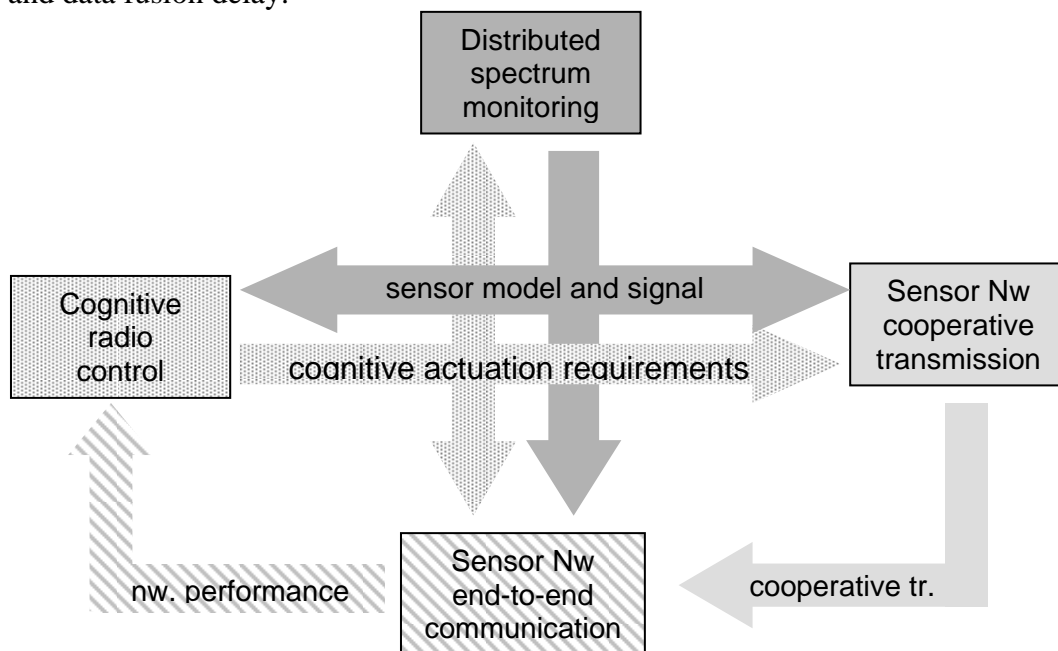 and data fusion delay.
Distributed
spectrum
monitoring
sensor model and signal
Cognitive
radio
control
Sensor Nw
cooperative
transmission
cognitive actuation requirements
Sensor Nw
end-to-end
communication
nw. performance
cooperative tr.